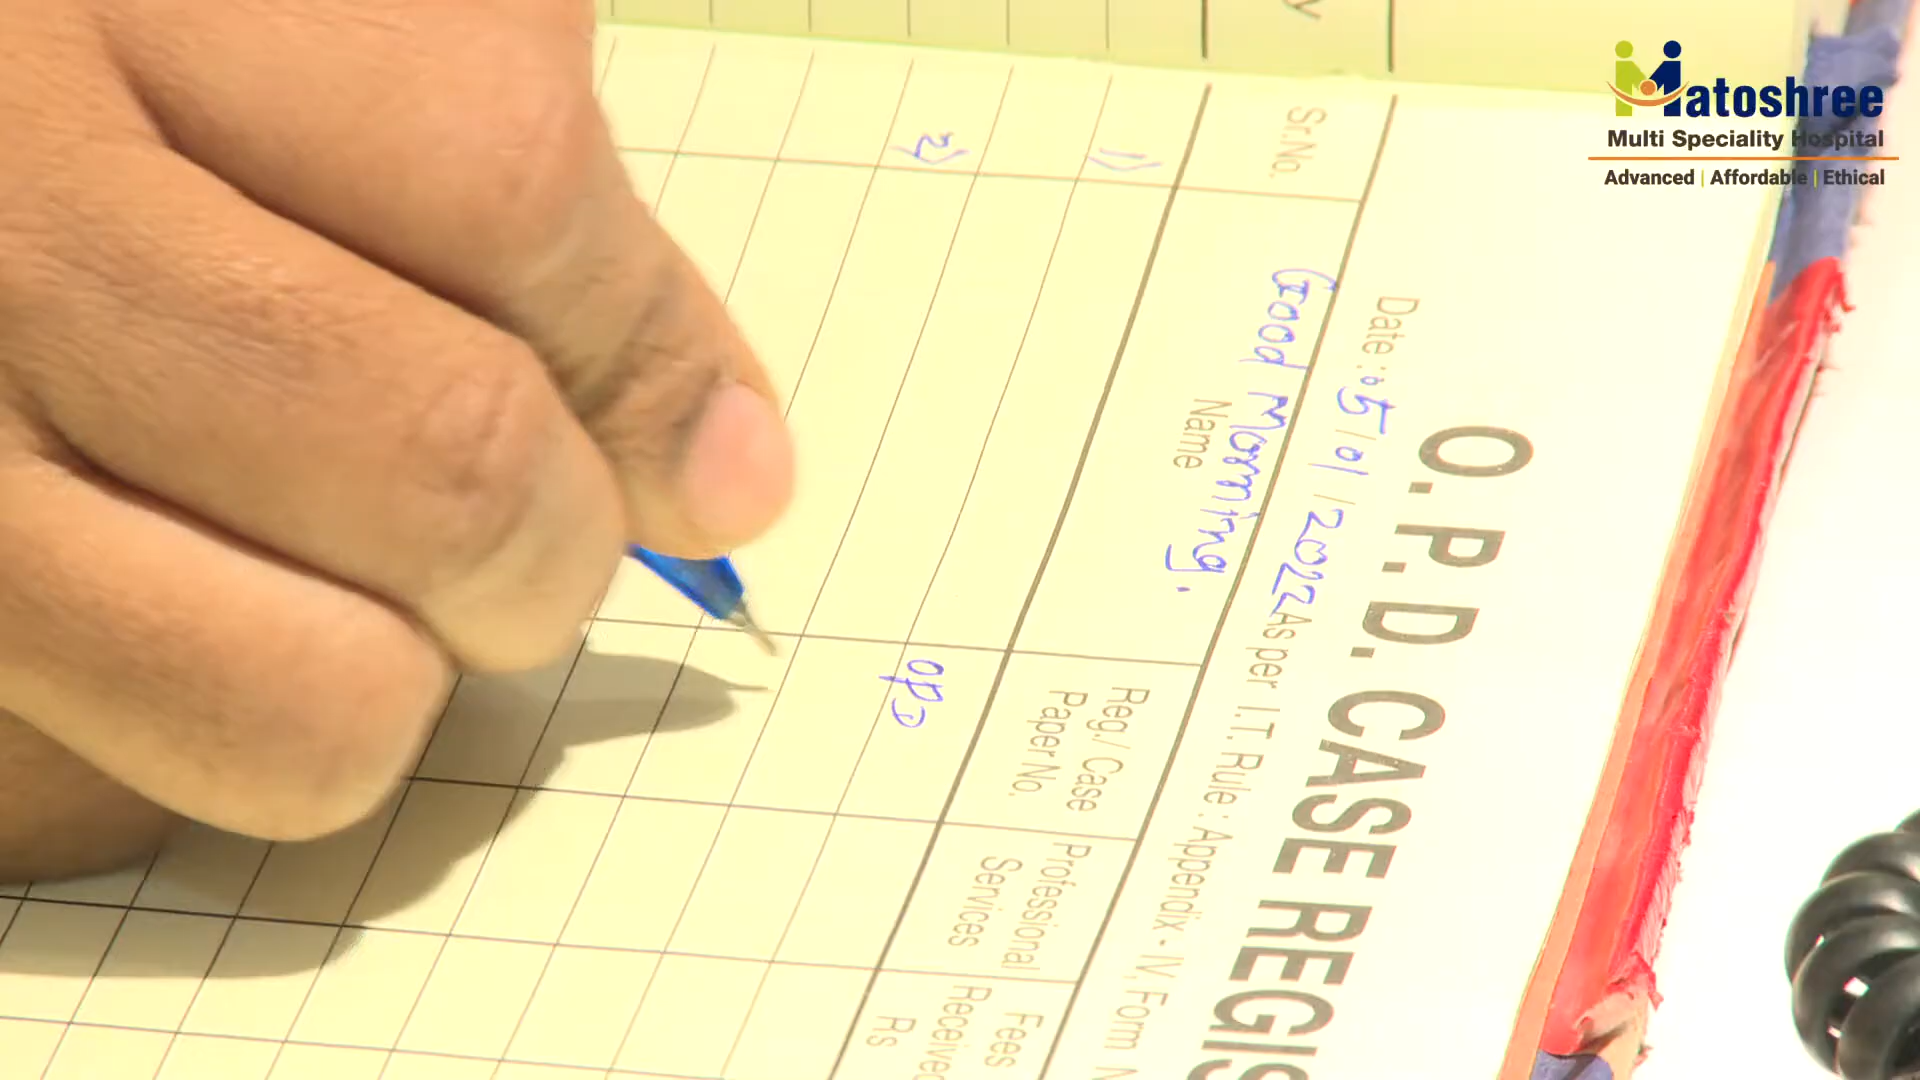 Matoshree
Multi Speciality Hospital
Advanced | Affordable | Ethical
O. P. D. CASE REGIS
Date : 05/01/2022 As per I.T. Rule : Appendix - IV, Form N
Good Morning.
Sr.No.
Name
Reg./ Case
Paper No.
Professional
Services
Fees
Received
Rs
1)
2)
OPD